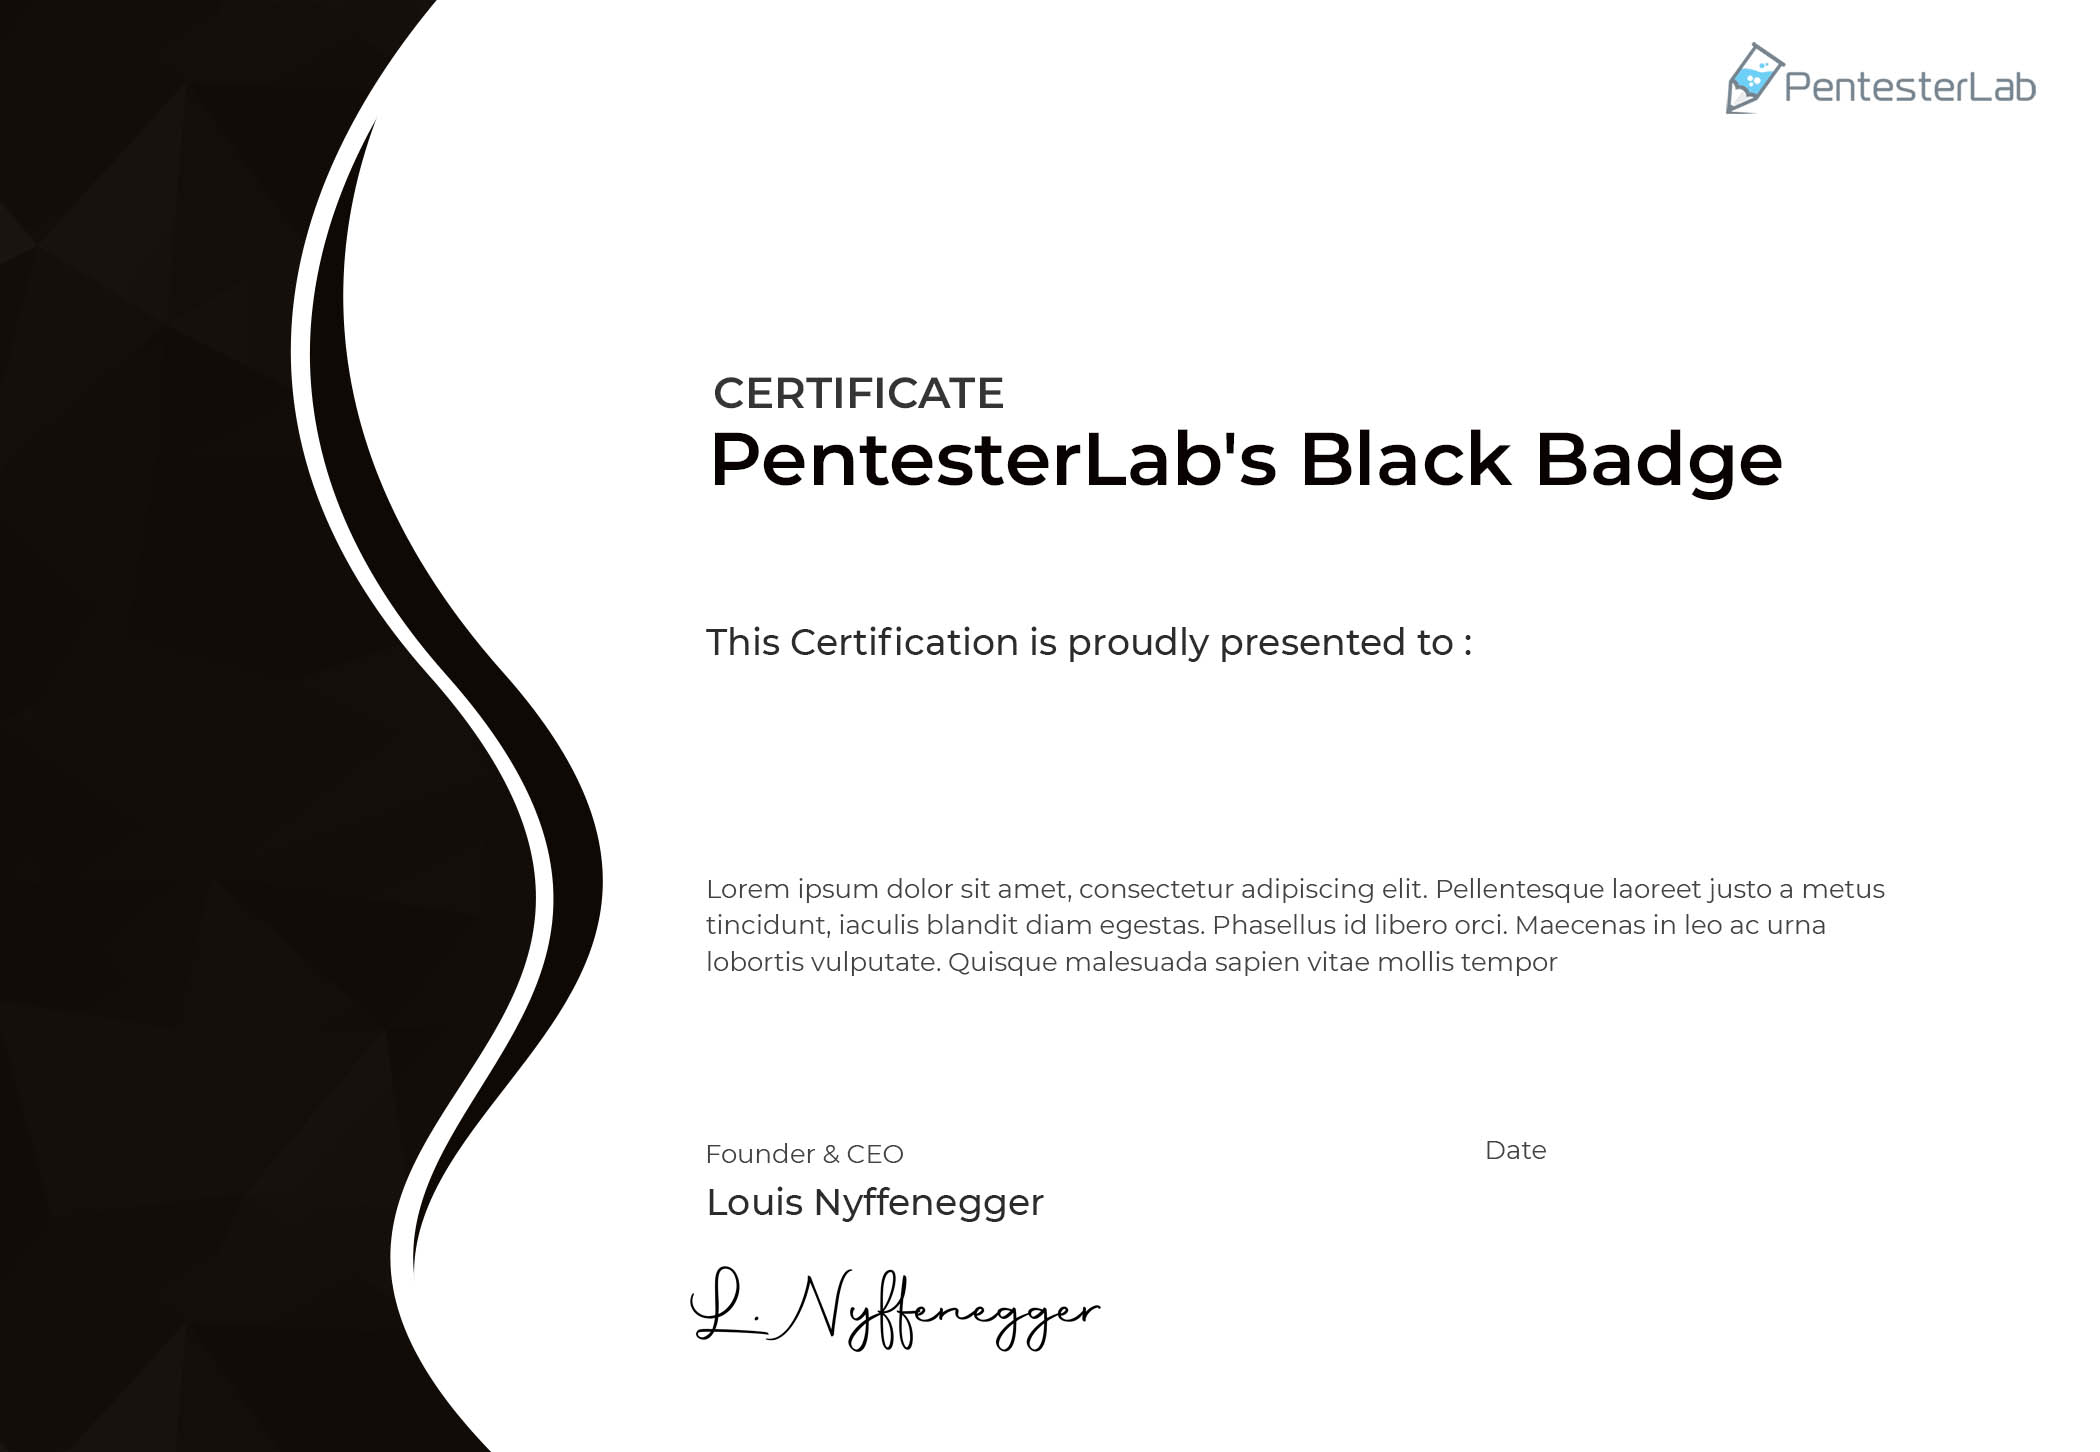 PentesterLab
CERTIFICATE
PentesterLab's Black Badge
This Certification is proudly presented to :
Lorem ipsum dolor sit amet, consectetur adipiscing elit. Pellentesque laoreet justo a metus
tincidunt, iaculis blandit diam egestas. Phasellus id libero orci. Maecenas in leo ac urna
lobortis vulputate. Quisque malesuada sapien vitae mollis tempor
Founder & CEO
Date
Louis Nyffenegger
L. Nyffenegger